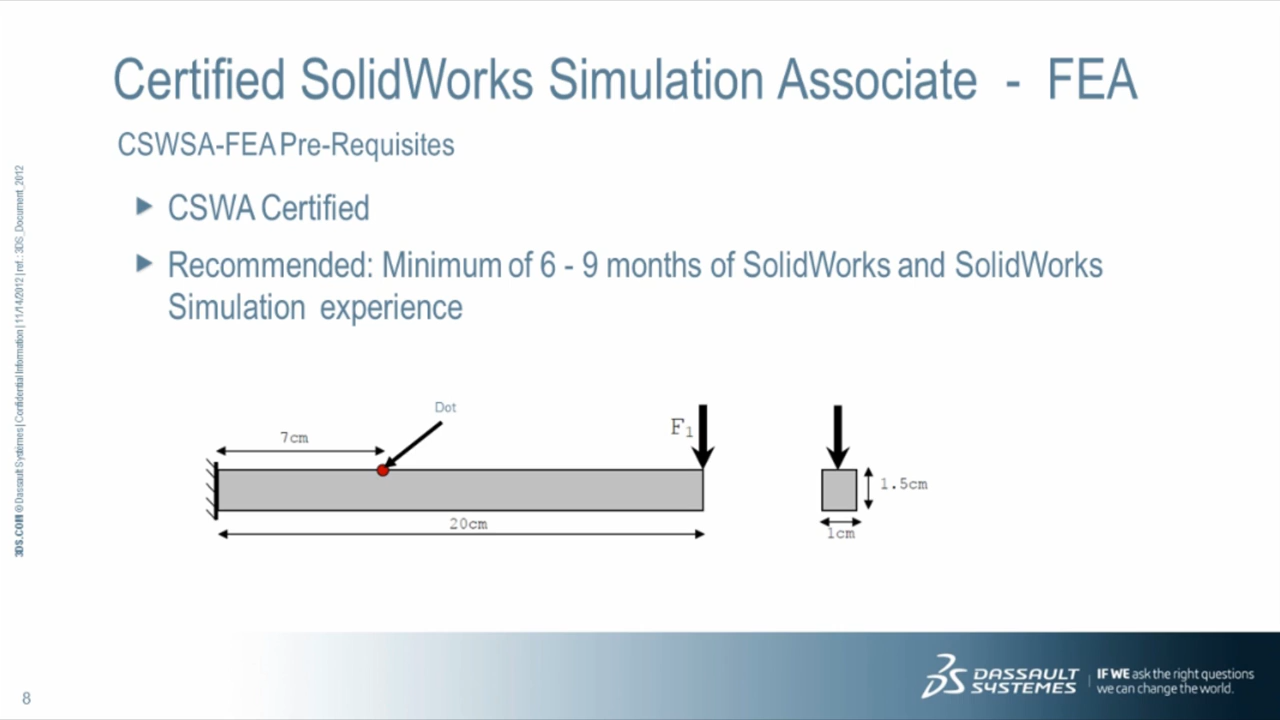 Certified SolidWorks Simulation Associate - FEA
CSWSA-FEA Pre-Requisites
CSWA Certified
Recommended: Minimum of 6 - 9 months of SolidWorks and SolidWorks
Simulation experience
Dot
7cm
F1
20cm
1.5cm
1cm
3DS.COM © Dassault Systèmes | Confidential Information | 11/14/2012 | ref.: 3DS_Document_2012
8
DASSAULT
SYSTEMES
IF WE ask the right questions
we can change the world.